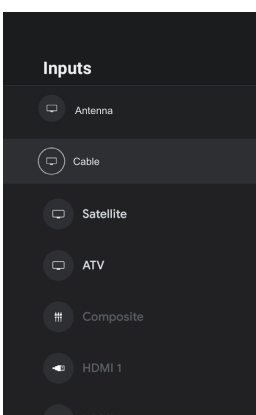 Inputs
Antenna
Cable
Satellite
ATV
Composite
HDMI 1